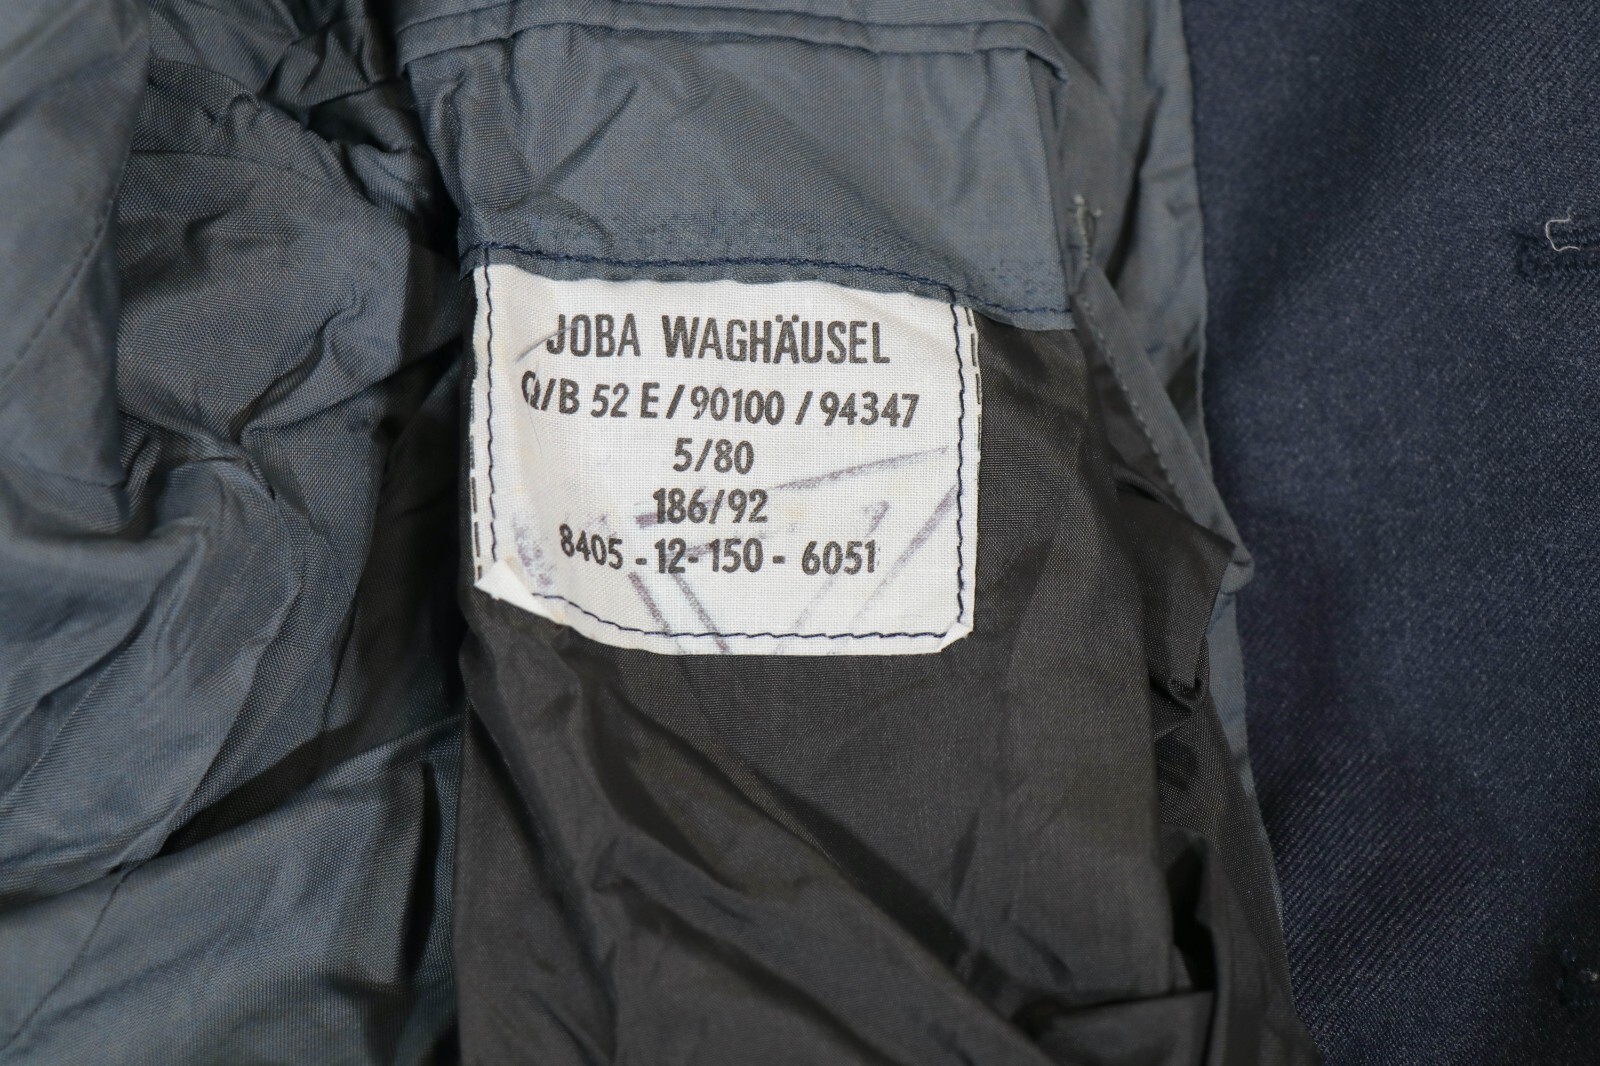 JOBA WAGHÄUSEL
Q/B 52 E / 90100 / 94347
5/80
186/92
8405 - 12 - 150 - 6051